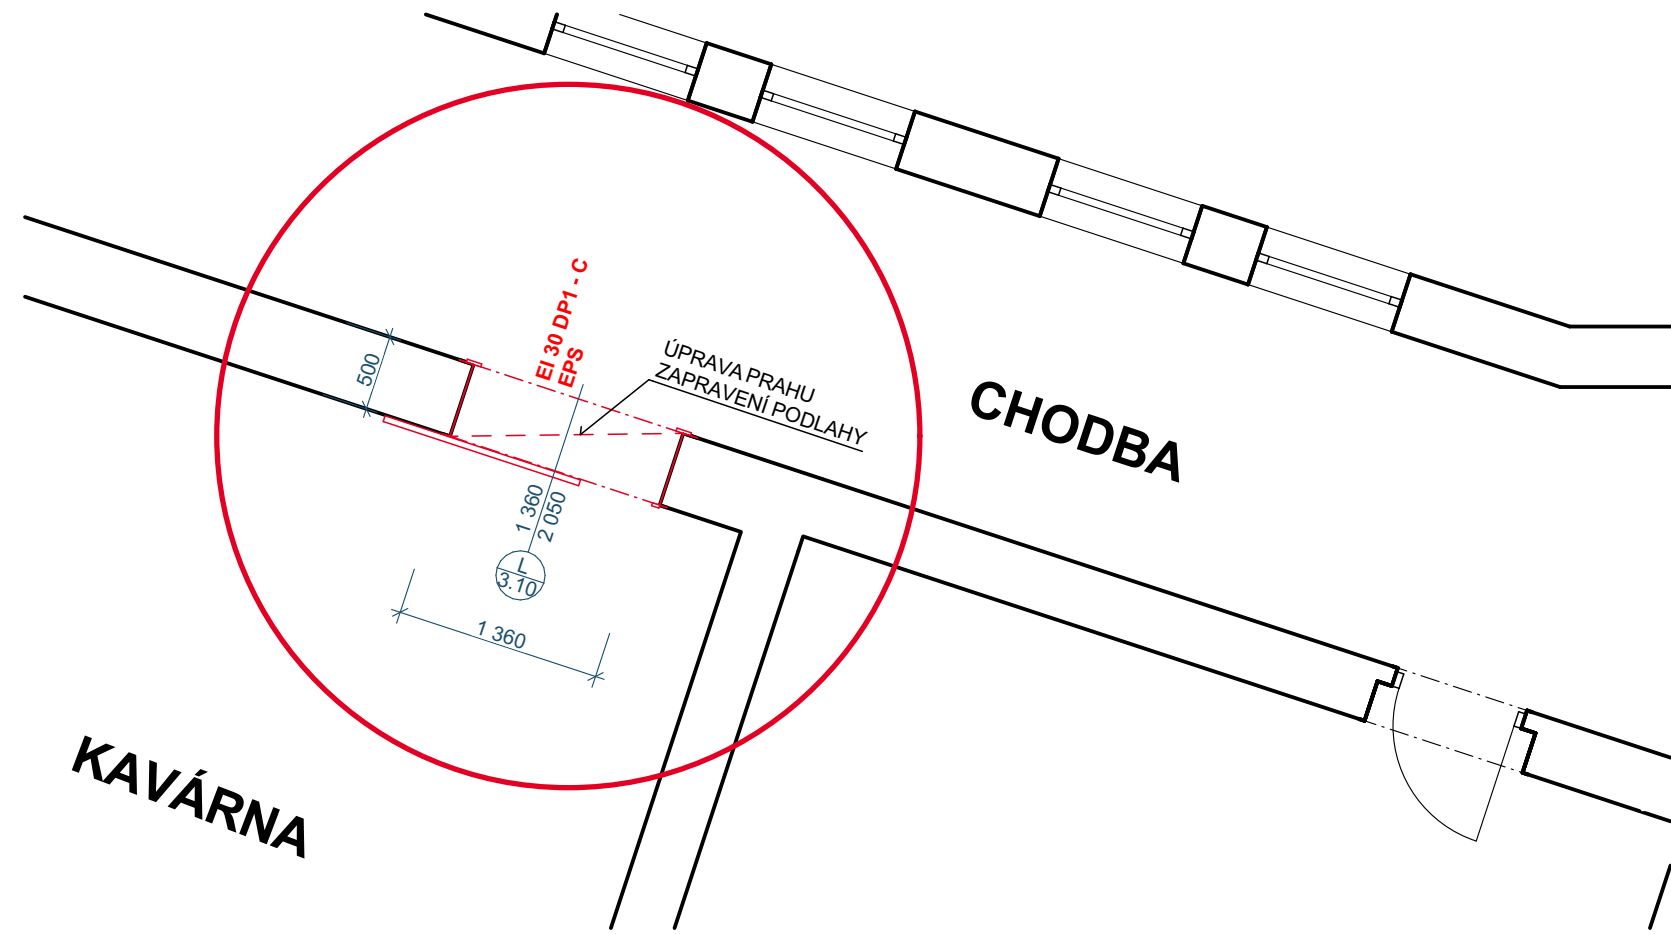 EI 30 DP1 - C
EPS
ÚPRAVA PRAHU
ZAPRAVENÍ PODLAHY
500
CHODBA
1 360
2 050
L
3.10
1 360
KAVÁRNA